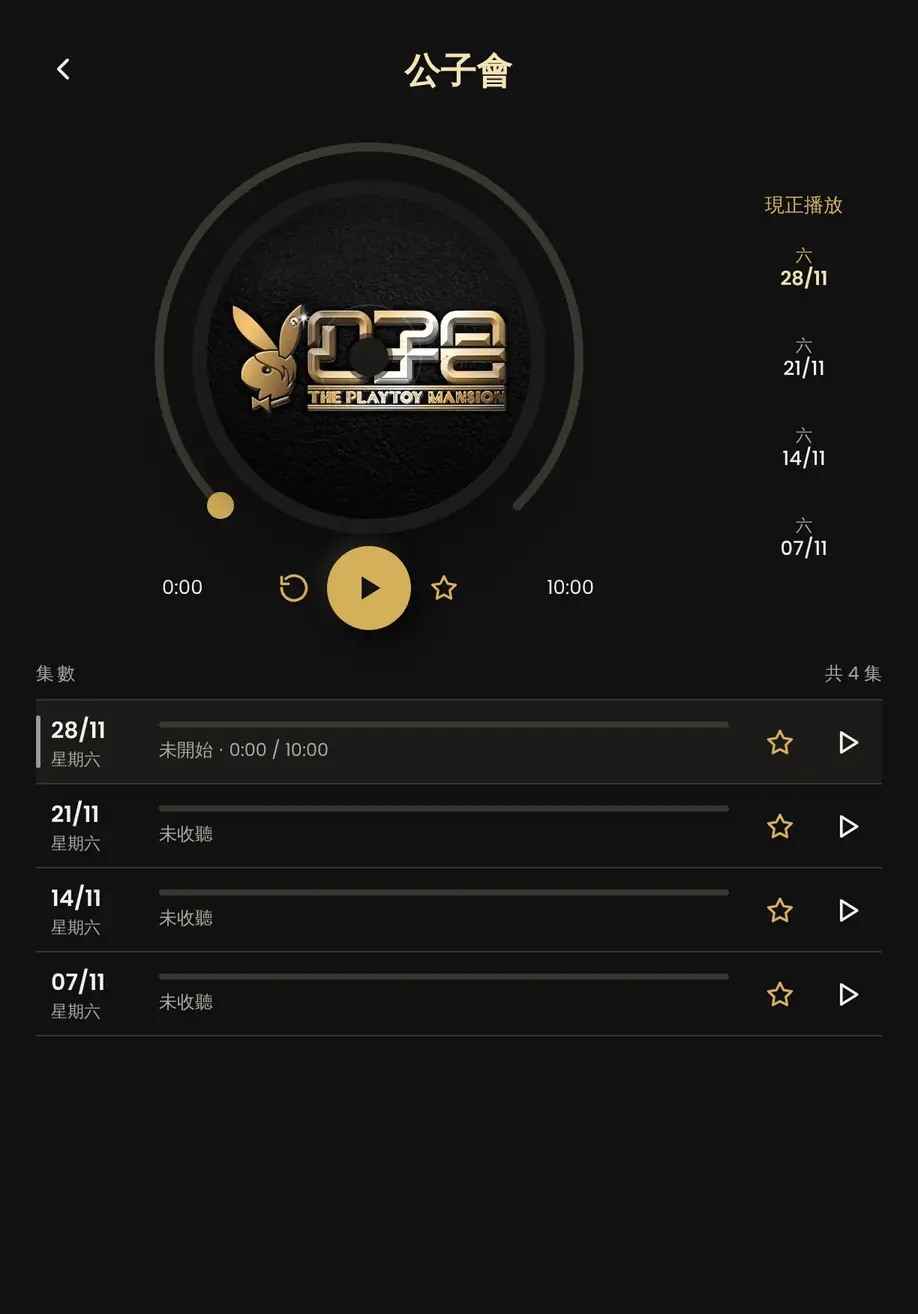 公子會
現正播放
六
28/11
六
21/11
六
14/11
六
07/11
THE PLAYTOY MANSION
0:00
10:00
集數
共 4 集
28/11
星期六
未開始 · 0:00 / 10:00
21/11
星期六
未收聽
14/11
星期六
未收聽
07/11
星期六
未收聽